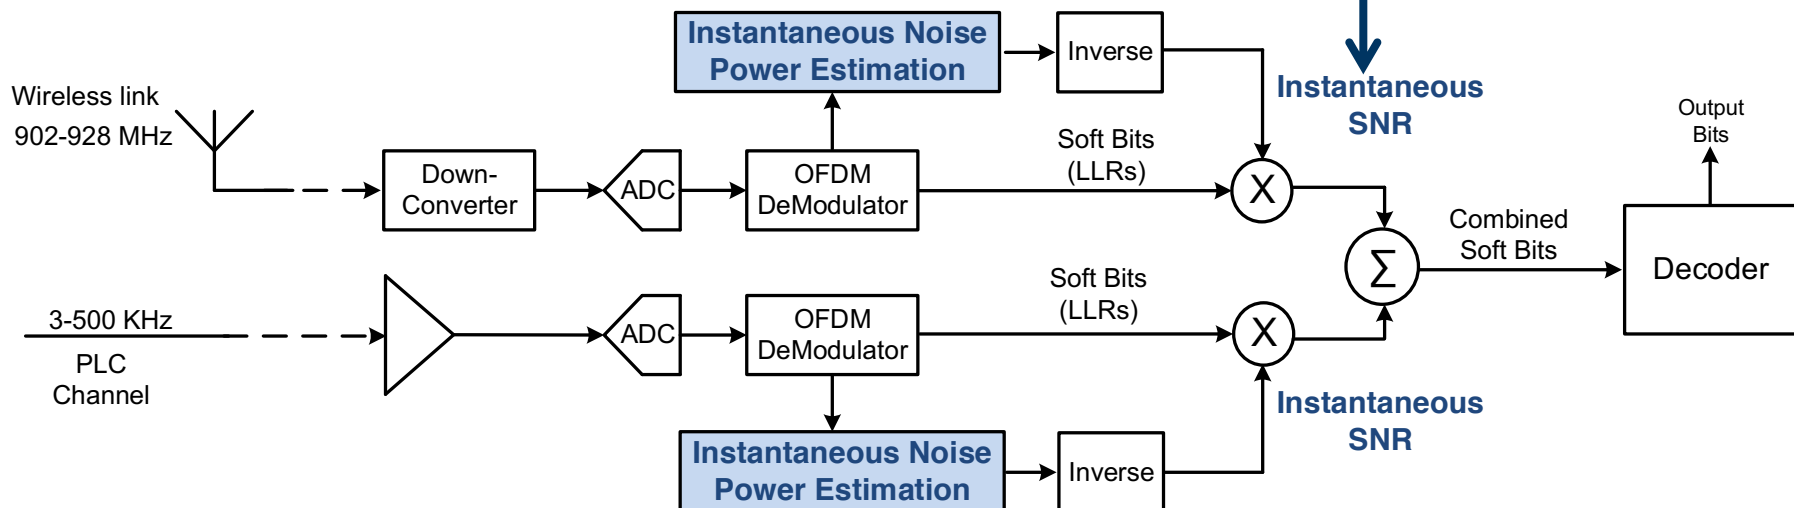 Instantaneous Noise
Power Estimation
Inverse
Instantaneous
SNR
Wireless link
902-928 MHz
Down-
Converter
ADC
OFDM
DeModulator
Soft Bits
(LLRs)
X
Output
Bits
Σ
Combined
Soft Bits
Decoder
3-500 KHz
PLC
Channel
ADC
OFDM
DeModulator
Soft Bits
(LLRs)
X
Instantaneous
SNR
Instantaneous Noise
Power Estimation
Inverse